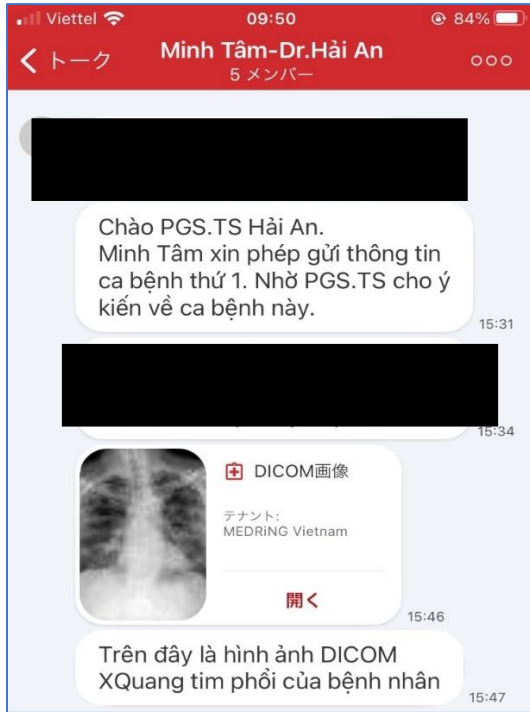 Viettel 09:50 84%
トーク Minh Tâm-Dr.Hải An
5 メンバー
Chào PGS.TS Hải An.
Minh Tâm xin phép gửi thông tin
ca bệnh thứ 1. Nhờ PGS.TS cho ý
kiến về ca bệnh này.
15:31
15:34
DICOM画像
テナント:
MEDRiNG Vietnam
開く
15:46
Trên đây là hình ảnh DICOM
XQuang tim phổi của bệnh nhân
15:47